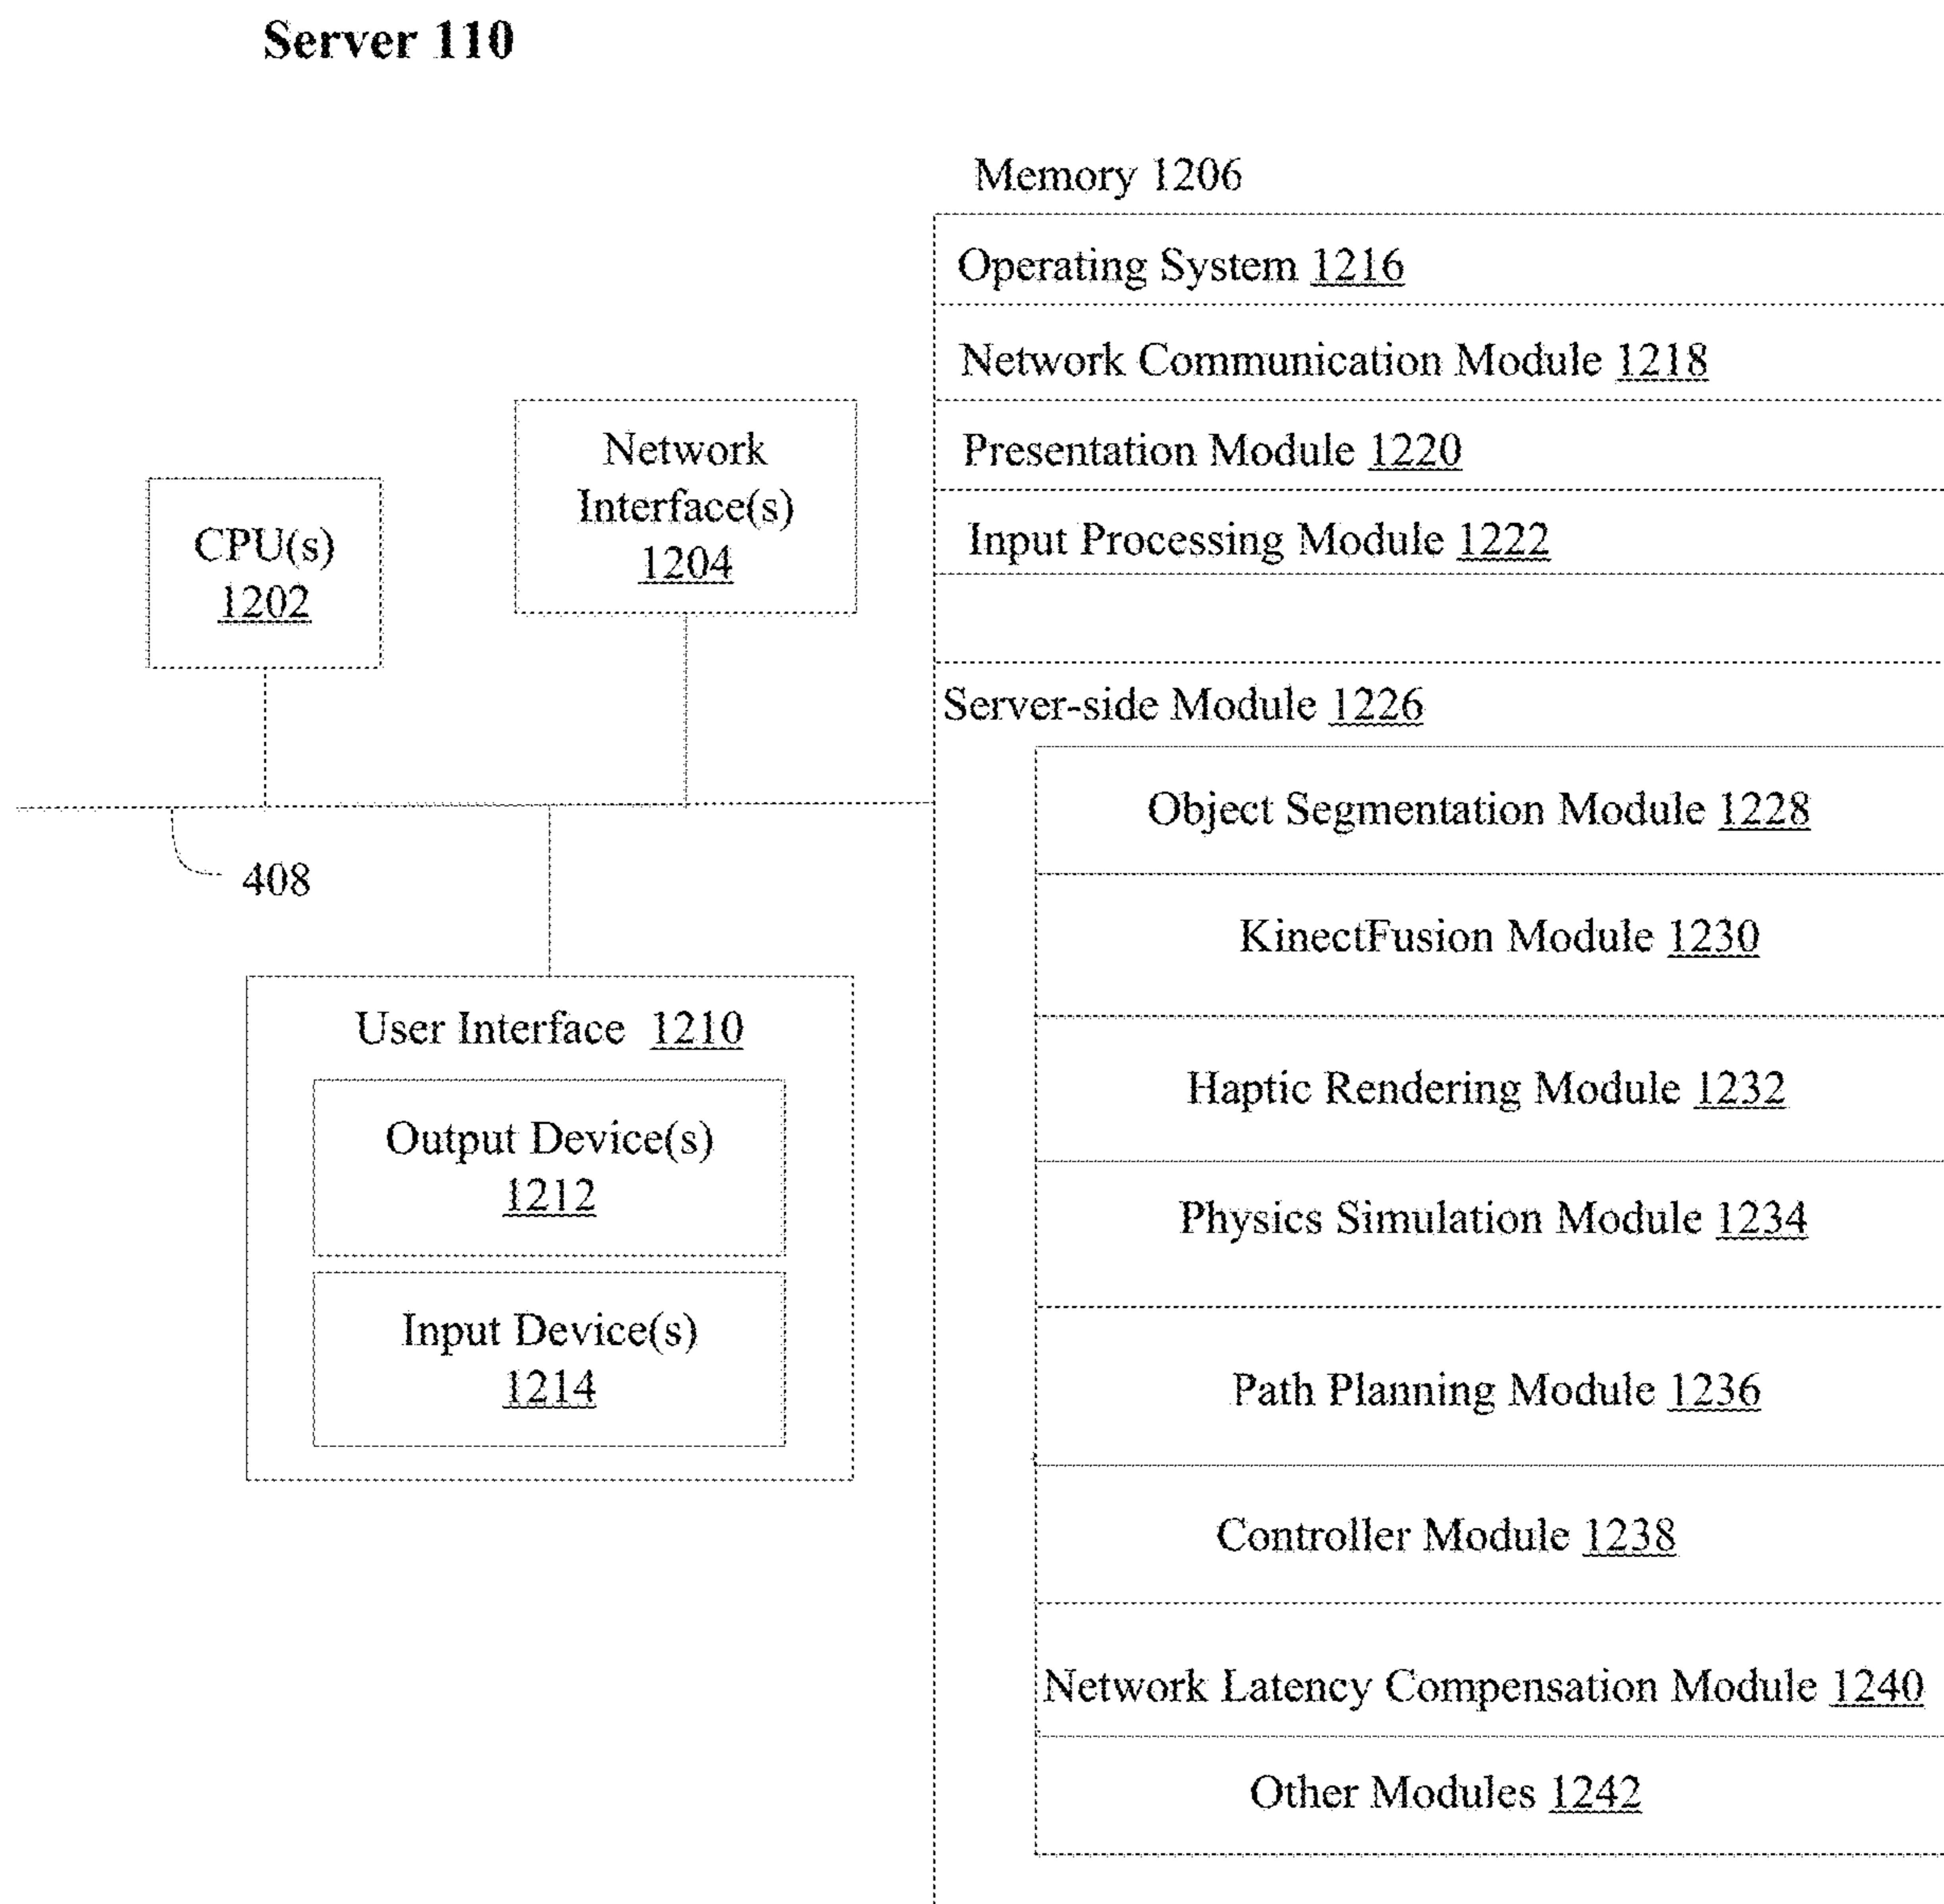 Server 110
Memory 1206
Operating System 1216
Network Communication Module 1218
Presentation Module 1220
Input Processing Module 1222
Network
Interface(s)
1204
CPU(s)
1202
408
User Interface 1210
Output Device(s)
1212
Input Device(s)
1214
Server-side Module 1226
Object Segmentation Module 1228
KinectFusion Module 1230
Haptic Rendering Module 1232
Physics Simulation Module 1234
Path Planning Module 1236
Controller Module 1238
Network Latency Compensation Module 1240
Other Modules 1242